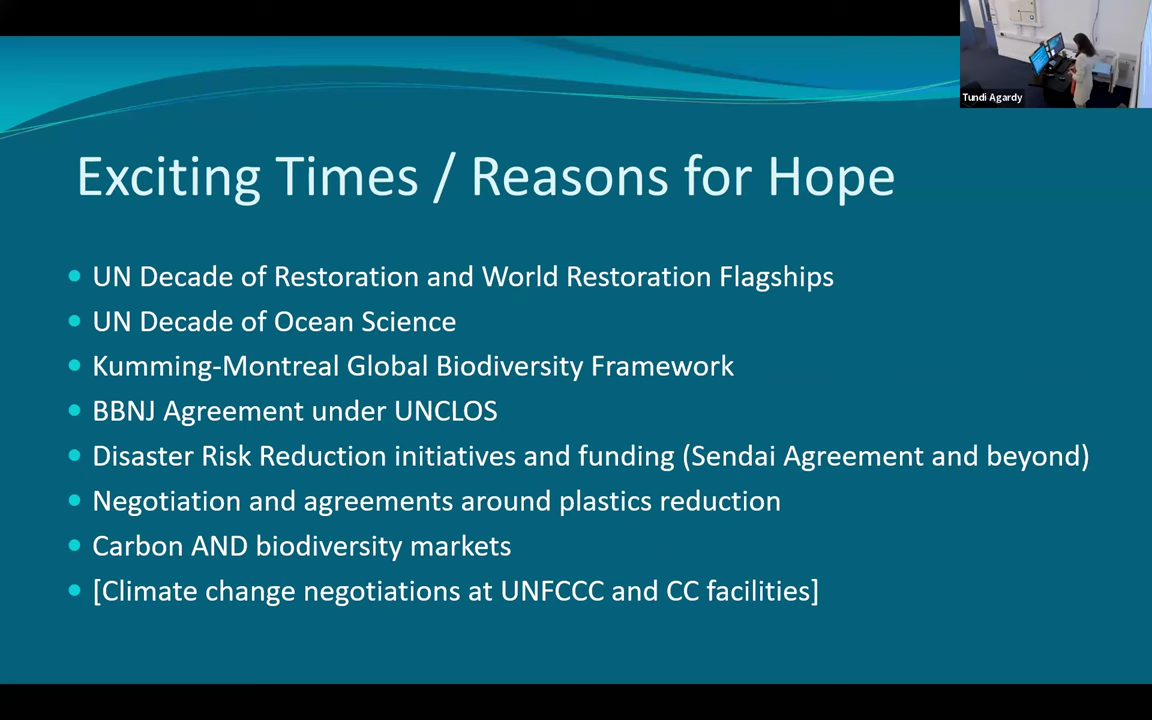 Tundi Agardy
Exciting Times / Reasons for Hope
UN Decade of Restoration and World Restoration Flagships
UN Decade of Ocean Science
Kumming-Montreal Global Biodiversity Framework
BBNJ Agreement under UNCLOS
Disaster Risk Reduction initiatives and funding (Sendai Agreement and beyond)
Negotiation and agreements around plastics reduction
Carbon AND biodiversity markets
[Climate change negotiations at UNFCCC and CC facilities]